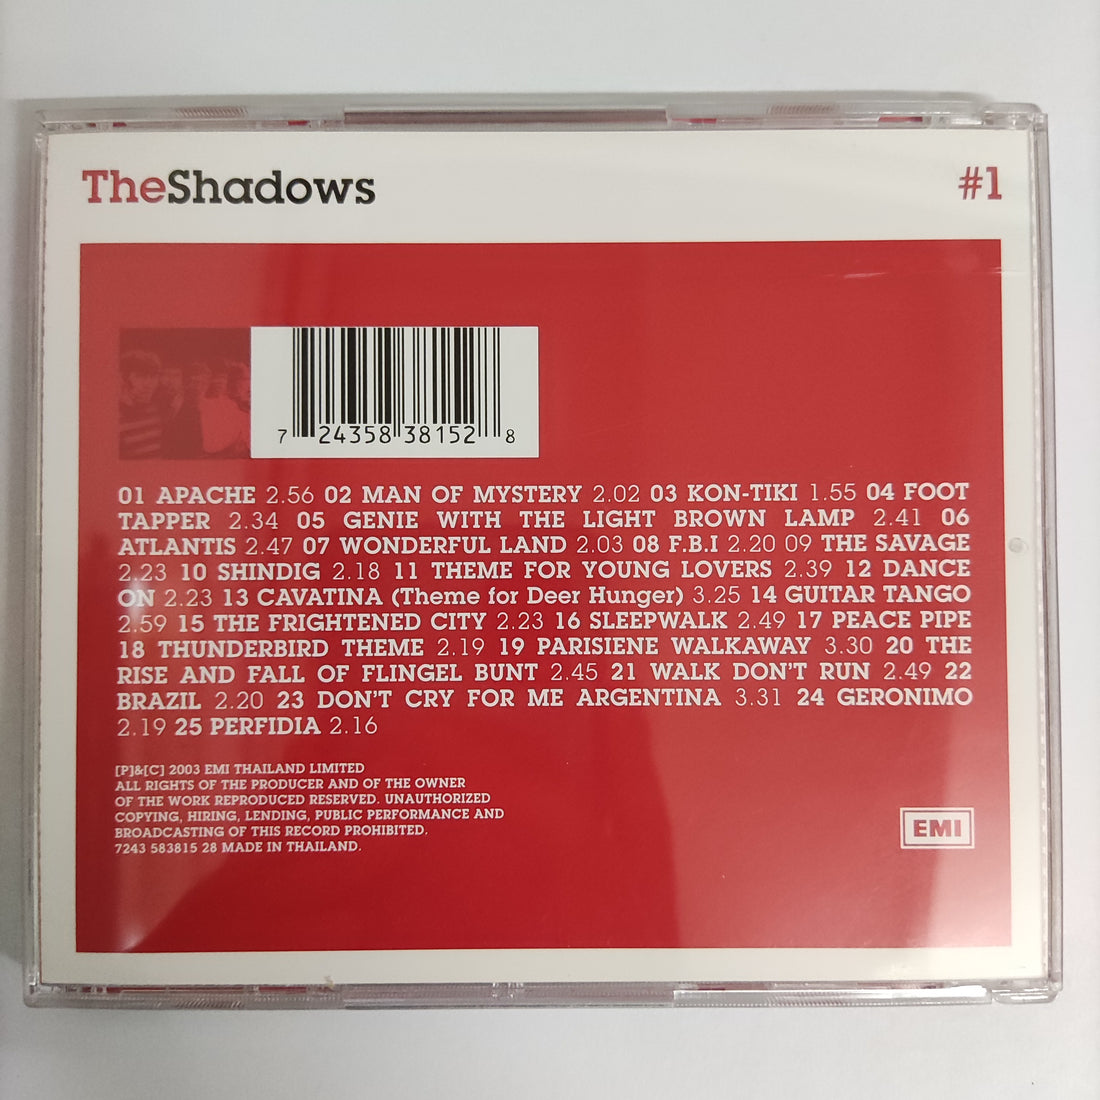 TheShadows
#1
7 24358 38152 8
01 APACHE 2.56 02 MAN OF MYSTERY 2.02 03 KON-TIKI 1.55 04 FOOT
TAPPER 2.34 05 GENIE WITH THE LIGHT BROWN LAMP 2.41 06
ATLANTIS 2.47 07 WONDERFUL LAND 2.03 08 F.B.I 2.20 09 THE SAVAGE
2.23 10 SHINDIG 2.18 11 THEME FOR YOUNG LOVERS 2.39 12 DANCE
ON 2.23 13 CAVATINA (Theme for Deer Hunger) 3.25 14 GUITAR TANGO
2.59 15 THE FRIGHTENED CITY 2.23 16 SLEEPWALK 2.49 17 PEACE PIPE
18 THUNDERBIRD THEME 2.19 19 PARISIENE WALKAWAY 3.30 20 THE
RISE AND FALL OF FLINGEL BUNT 2.45 21 WALK DON'T RUN 2.49 22
BRAZIL 2.20 23 DON'T CRY FOR ME ARGENTINA 3.31 24 GERONIMO
2.19 25 PERFIDIA 2.16
[P]&[C] 2003 EMI THAILAND LIMITED
ALL RIGHTS OF THE PRODUCER AND OF THE OWNER
OF THE WORK REPRODUCED RESERVED. UNAUTHORIZED
COPYING, HIRING, LENDING, PUBLIC PERFORMANCE AND
BROADCASTING OF THIS RECORD PROHIBITED.
7243 583815 28 MADE IN THAILAND.
EMI